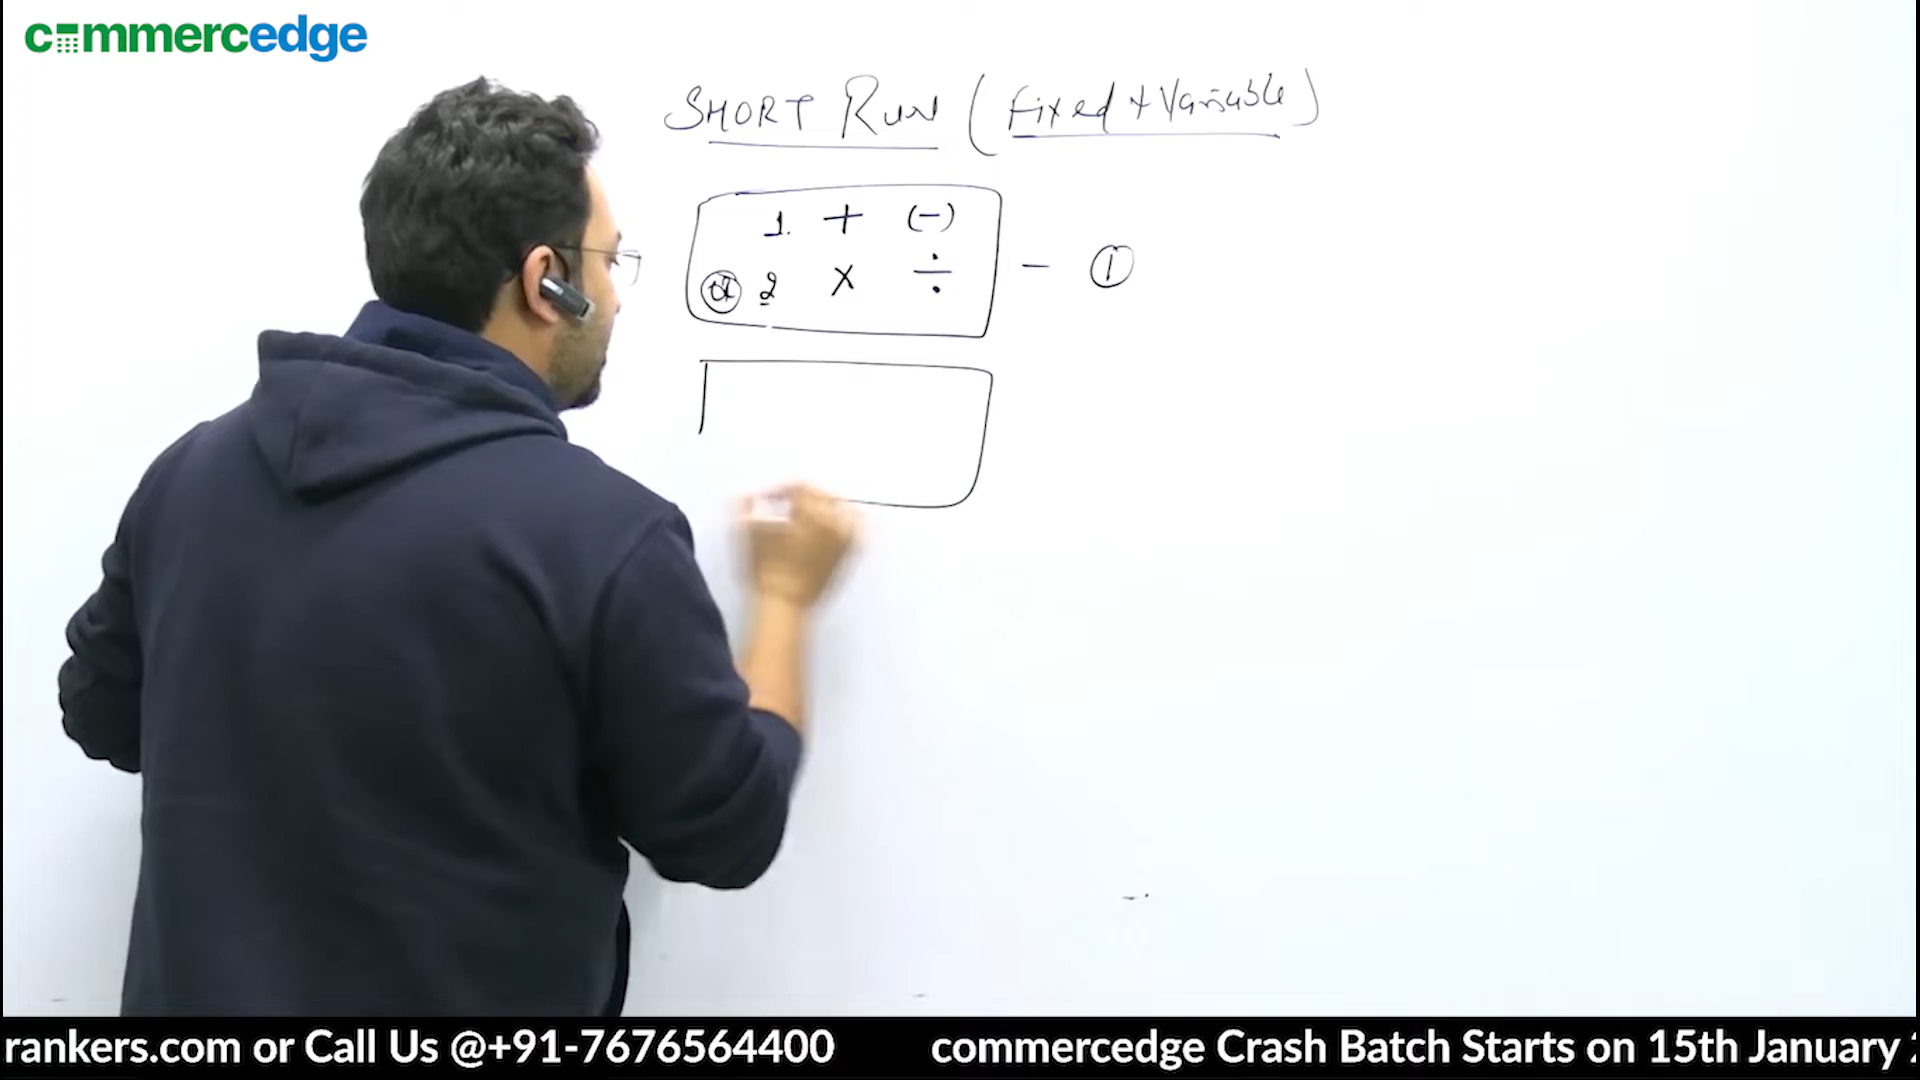 commercedge
SHORT RUN (Fixed + Variable)
1. + (-)
2 × ÷ - ①
rankers.com or Call Us @+91-7676564400 commercedge Crash Batch Starts on 15th January